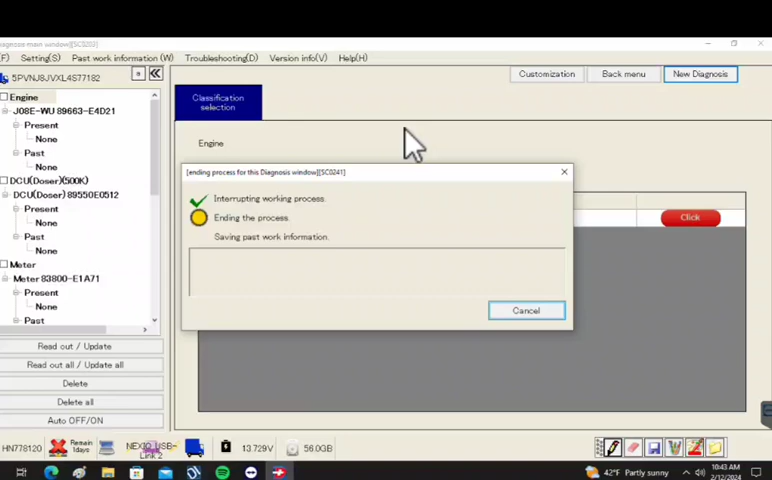 iagnose main window][SC0203]
(F) Setting(S) Past work information (W) Troubleshooting(D) Version info(V) Help(H)
5PVNJ8JVXL4S77182
a
Customization Back menu New Diagnosis
Engine
J08E-WU 89663-E4D21
Present
None
Past
None
DCU(Doser)(500K)
DCU(Doser) 89550E0512
Present
None
Past
None
Meter
Meter 83800-E1A71
Present
None
Past
Read out / Update
Read out all / Update all
Delete
Delete all
Auto OFF/ON
Classification
selection
Engine
[ending process for this Diagnosis window][SC0241]
Interrupting working process.
Ending the process.
Saving past work information.
Cancel
Click
HN778120
Remain
1days
NEXIQ USB-
Link 2
13.729V
56.0GB
42°F Partly sunny
10:43 AM
2/12/2024